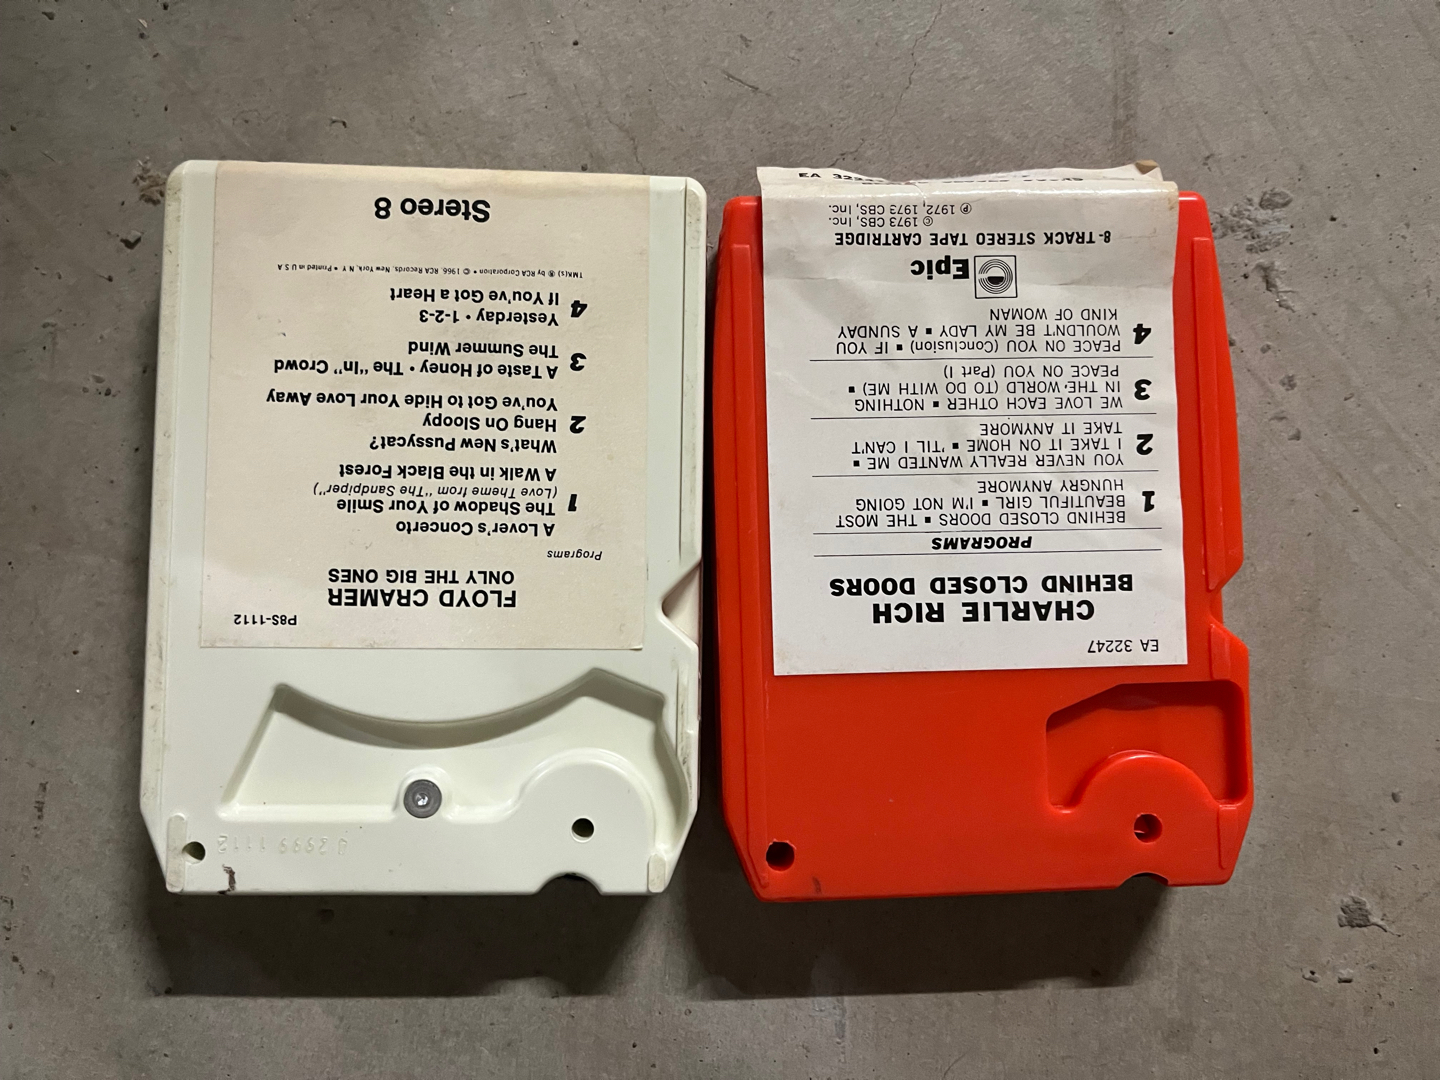 EA 32247
CHARLIE RICH
BEHIND CLOSED DOORS
PROGRAMS
1 BEHIND CLOSED DOORS ▪ THE MOST
BEAUTIFUL GIRL ▪ I'M NOT GOING
HUNGRY ANYMORE
2 YOU NEVER REALLY WANTED ME ▪
I TAKE IT ON HOME ▪ 'TIL I CAN'T
TAKE IT ANYMORE
3 WE LOVE EACH OTHER ▪ NOTHING
IN THE WORLD (TO DO WITH ME) ▪
PEACE ON YOU (Part I)
4 PEACE ON YOU (Conclusion) ▪ IF YOU
WOULDN'T BE MY LADY ▪ A SUNDAY
KIND OF WOMAN
Epic
8-TRACK STEREO TAPE CARTRIDGE
© 1973 CBS, Inc.
℗ 1972, 1973 CBS, Inc.
P8S-1112
FLOYD CRAMER
ONLY THE BIG ONES
Programs
A Lover's Concerto
1 The Shadow of Your Smile
(Love Theme from "The Sandpiper")
A Walk in the Black Forest
What's New Pussycat?
2 Hang On Sloopy
You've Got to Hide Your Love Away
3 A Taste of Honey • The "In" Crowd
The Summer Wind
4 Yesterday • 1-2-3
If You've Got a Heart
TMK(s) ® by RCA Corporation • © 1966, RCA Records, New York, N Y • Printed in U S A
Stereo 8